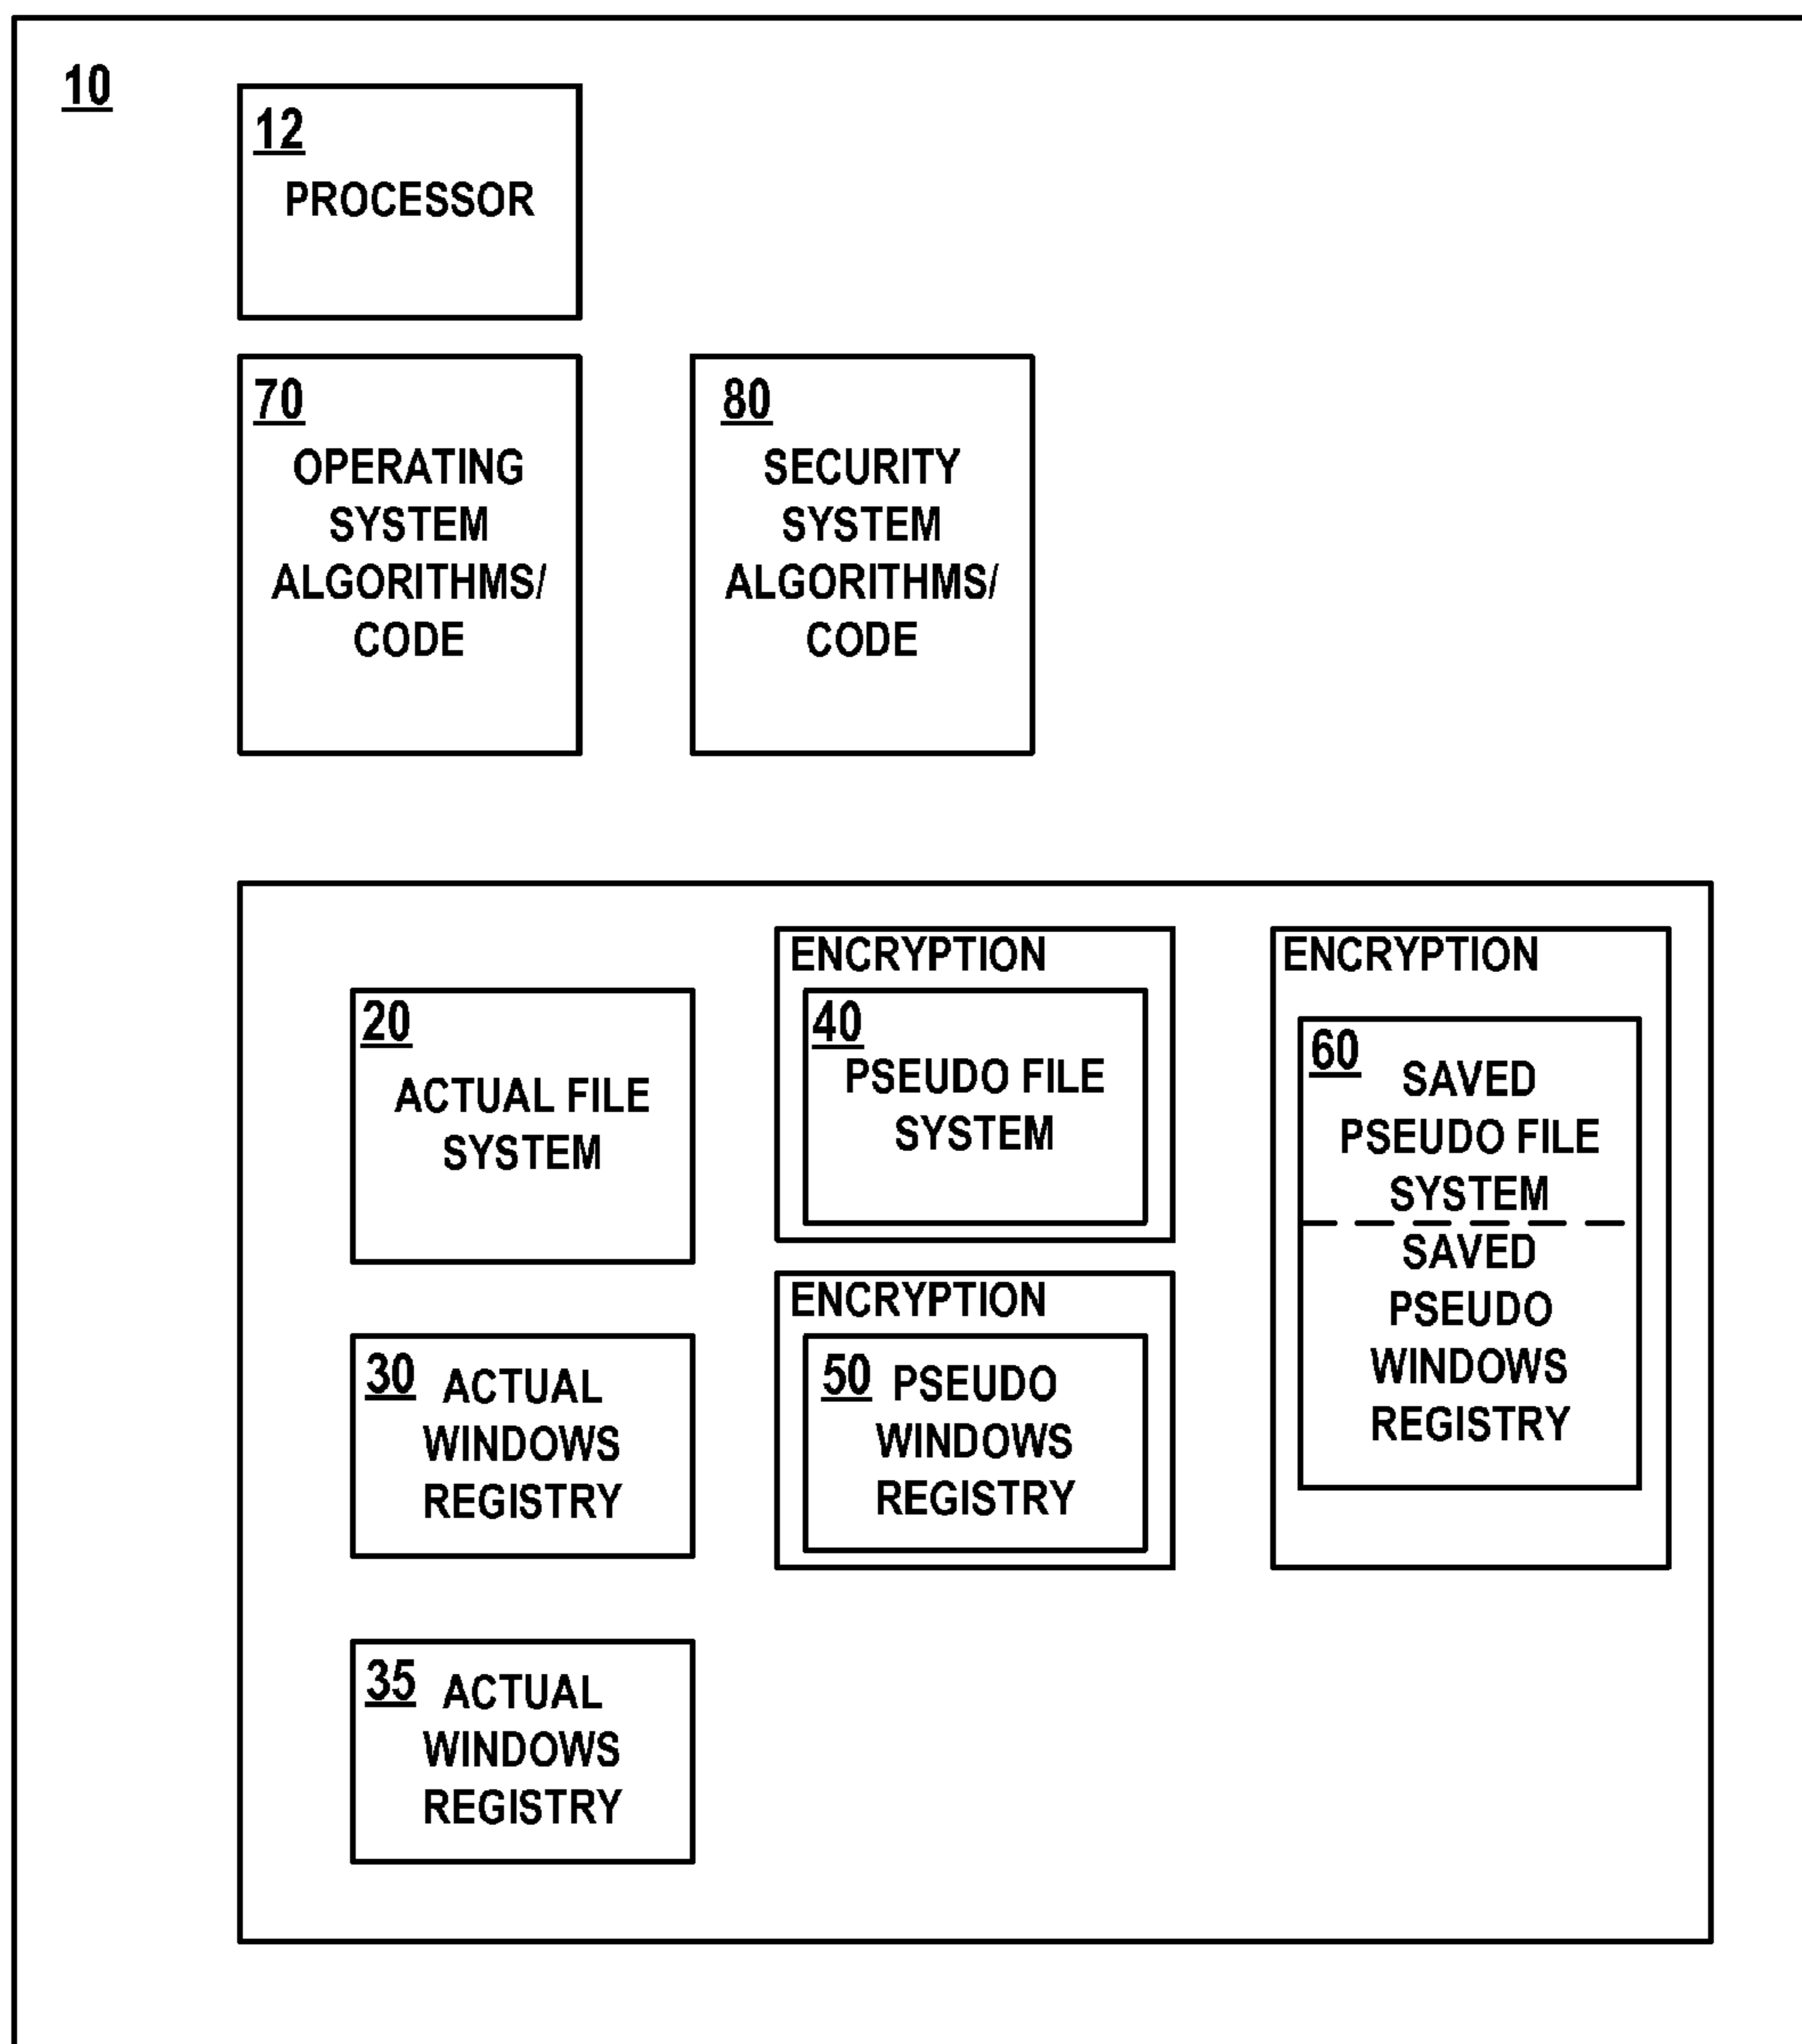 10
12
PROCESSOR
70
OPERATING
SYSTEM
ALGORITHMS/
CODE
80
SECURITY
SYSTEM
ALGORITHMS/
CODE
20
ACTUAL FILE
SYSTEM
ENCRYPTION
40
PSEUDO FILE
SYSTEM
ENCRYPTION
60
SAVED
PSEUDO FILE
SYSTEM
SAVED
PSEUDO
WINDOWS
REGISTRY
30
ACTUAL
WINDOWS
REGISTRY
ENCRYPTION
50
PSEUDO
WINDOWS
REGISTRY
35
ACTUAL
WINDOWS
REGISTRY